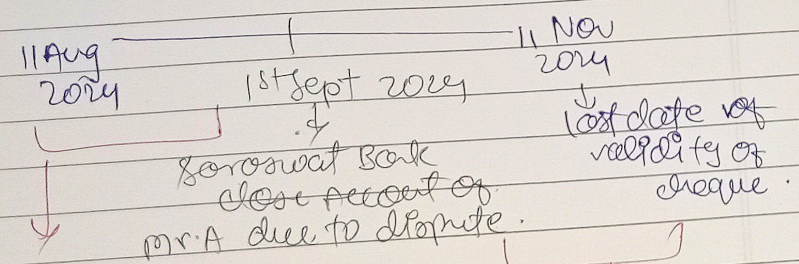 11 Aug
2024
1st Sept 2024
11 Nov
2024
Last date of
validity of
cheque.
Saraswat Bank
close Account of
Mr. A due to dispute.